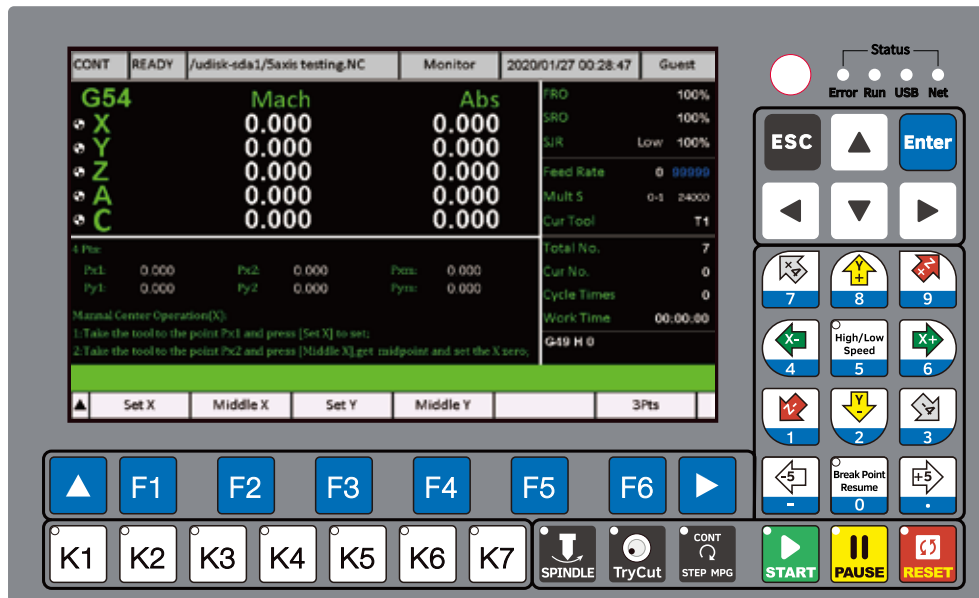 CONT READY /udisk-sda1/5axis testing.NC Monitor 2020/01/27 00:28:47 Guest
G54 Mach Abs
X 0.000 0.000
Y 0.000 0.000
Z 0.000 0.000
A 0.000 0.000
C 0.000 0.000
FRO 100%
SRO 100%
SJR Low 100%
Feed Rate 0 99999
Mult S 0-1 24000
Cur Tool T1
Total No. 7
Cur No. 0
Cycle Times 0
Work Time 00:00:00
G49 H 0
4 Pts:
Px1: 0.000 Px2: 0.000 Pxm: 0.000
Py1: 0.000 Py2 0.000 Pym: 0.000
Manual Center Operation(X):
1:Take the tool to the point Px1 and press [Set X] to set;
2:Take the tool to the point Px2 and press [Middle X],get midpoint and set the X zero;
Set X Middle X Set Y Middle Y 3Pts
Status
Error Run USB Net
ESC Enter
X4 Y+ Z+
7 8 9
X- High/Low Speed X+
4 5 6
Z- Y- -4
1 2 3
-5 Break Point Resume +5
- 0 .
F1 F2 F3 F4 F5 F6
K1 K2 K3 K4 K5 K6 K7
SPINDLE TryCut CONT STEP MPG START PAUSE RESET